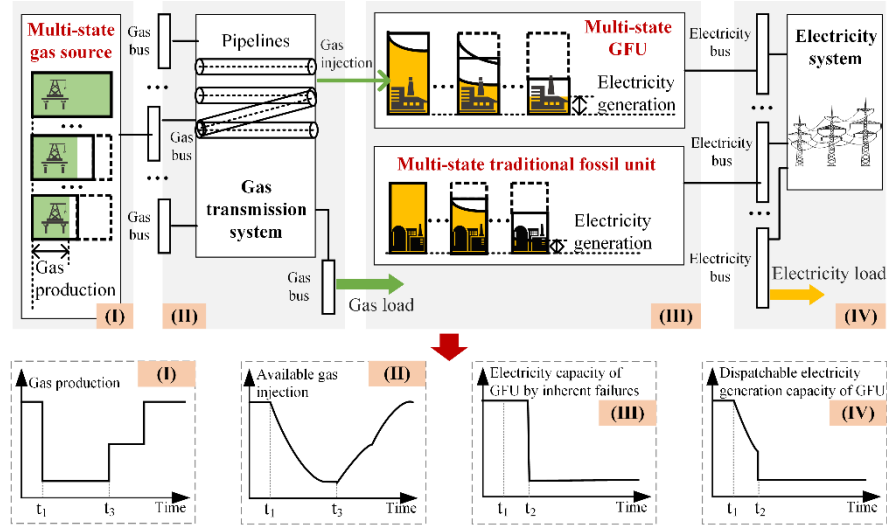 Multi-state
gas source
Gas
production
(I)
Gas
bus
Gas
bus
Gas
bus
Gas
bus
Pipelines
Gas
transmission
system
(II)
Gas
injection
Gas
bus
Gas load
Multi-state
GFU
Electricity
generation
Multi-state traditional fossil unit
Electricity
generation
(III)
Electricity
bus
Electricity
bus
Electricity
bus
Electricity
system
Electricity load
(IV)
Gas production
(I)
t1
t3
Time
Available gas
injection
(II)
t1
t3
Time
Electricity capacity of
GFU by inherent failures
(III)
t1
t2
Time
Dispatchable electricity
generation capacity of GFU
(IV)
t1
t2
Time